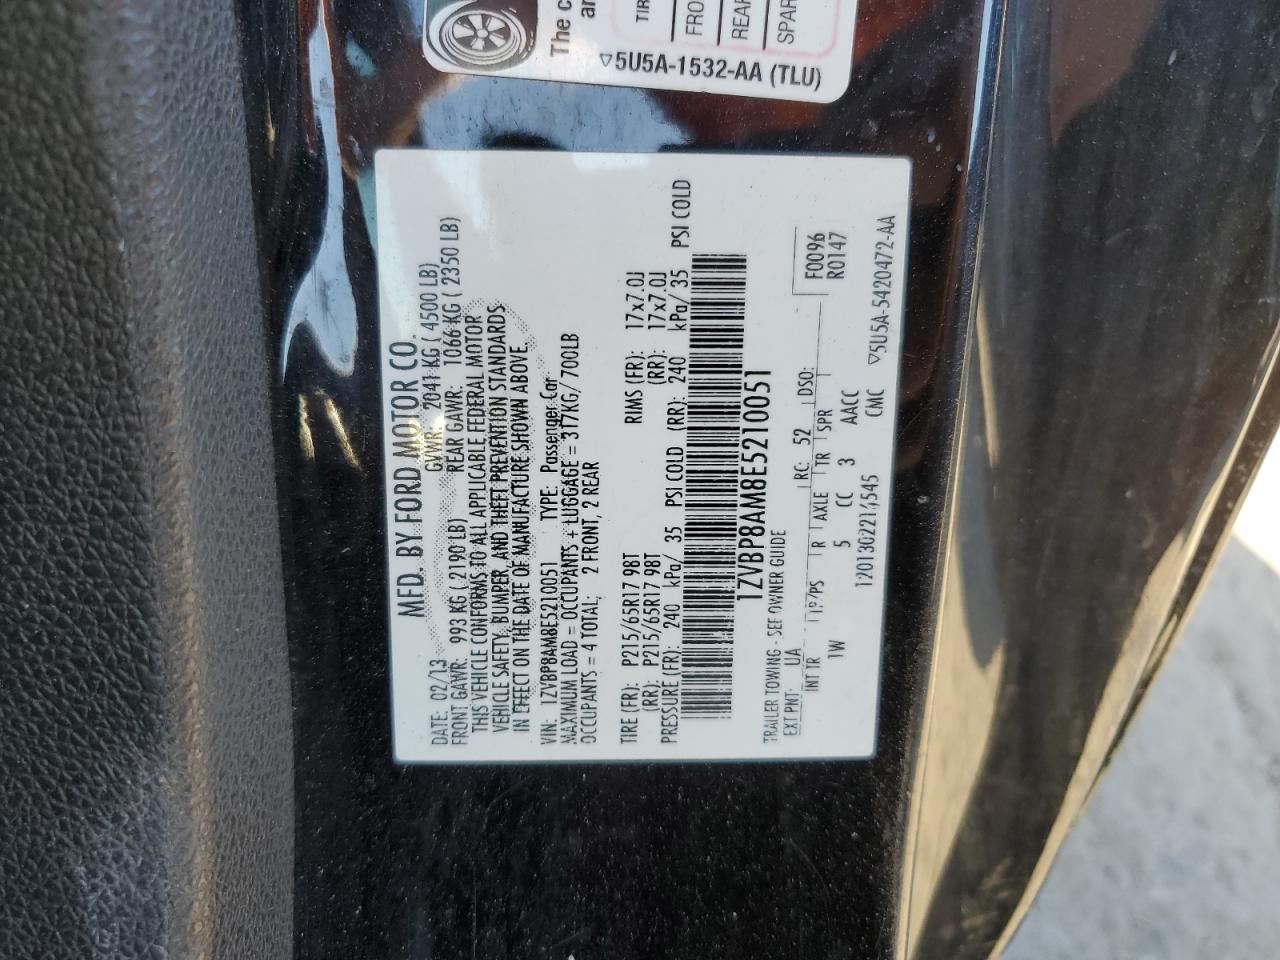 The c
an
TIR
FRO
REAR
SPAR
▽5U5A-1532-AA (TLU)
MFD. BY FORD MOTOR CO.
DATE: 02/13 GVWR: 2041 KG ( 4500 LB)
FRONT GAWR: 993 KG ( 2190 LB) REAR GAWR: 1066 KG ( 2350 LB)
THIS VEHICLE CONFORMS TO ALL APPLICABLE FEDERAL MOTOR
VEHICLE SAFETY, BUMPER, AND THEFT PREVENTION STANDARDS
IN EFFECT ON THE DATE OF MANUFACTURE SHOWN ABOVE.
VIN: 1ZVBP8AM8E5210051 TYPE: Passenger Car
MAXIMUM LOAD = OCCUPANTS + LUGGAGE = 317KG/ 700LB
OCCUPANTS = 4 TOTAL; 2 FRONT, 2 REAR
TIRE (FR): P215/65R17 98T RIMS (FR): 17x7.0J
(RR): P215/65R17 98T (RR): 17x7.0J
PRESSURE (FR): 240 kPa/ 35 PSI COLD (RR): 240 kPa/ 35 PSI COLD
1ZVBP8AM8E5210051
TRAILER TOWING - SEE OWNER GUIDE
EXT PNT: UA RC: 52 DSO: F0096
R0147
INT TR TP/PS R AXLE TR SPR
1W 5 CC 3 AACC
CMC
▽5U5A-5420472-AA